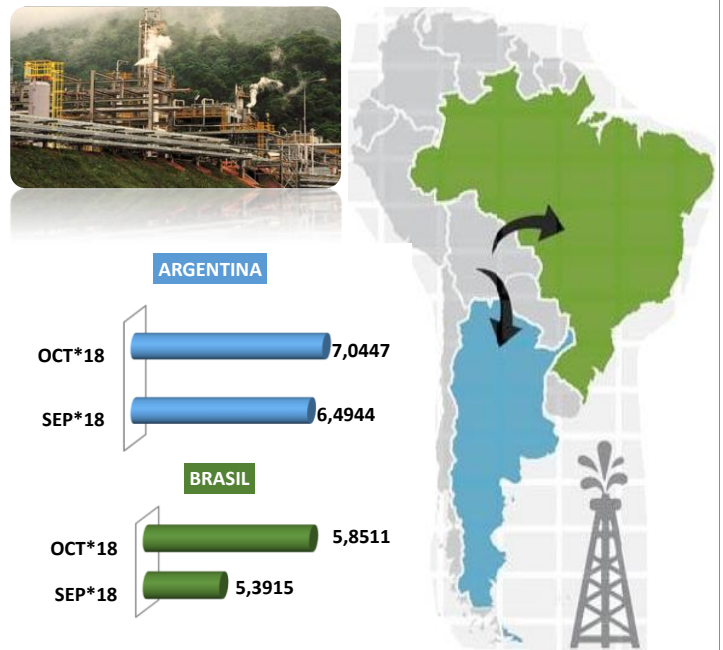 ARGENTINA
OCT*18
7,0447
SEP*18
6,4944
BRASIL
OCT*18
5,8511
SEP*18
5,3915